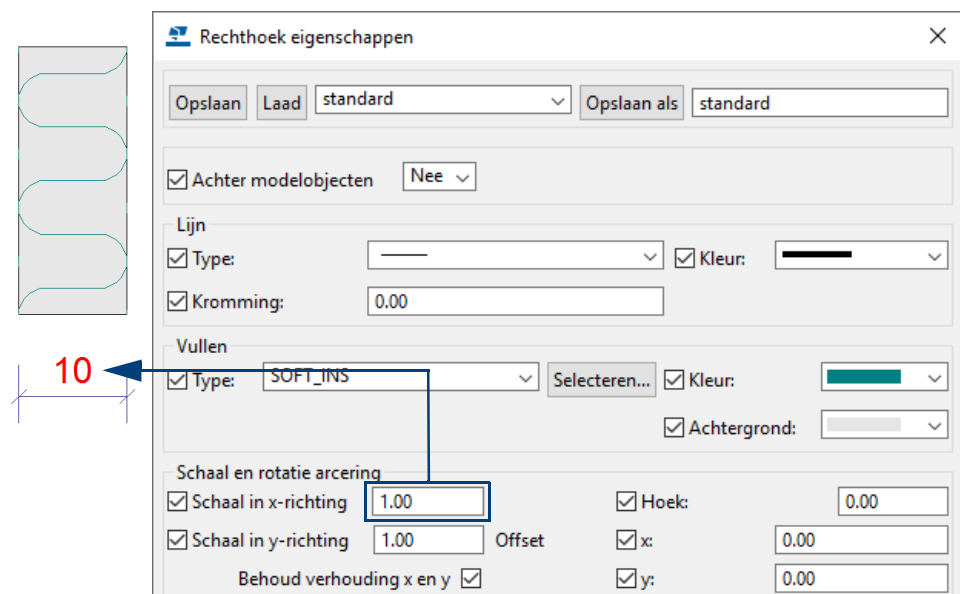 Rechthoek eigenschappen
Opslaan Laad standard Opslaan als standard
Achter modelobjecten Nee
Lijn
Type: Kleur:
Kromming: 0.00
Vullen
10 Type: SOFT_INS Selecteren... Kleur:
Achtergrond:
Schaal en rotatie arcering
Schaal in x-richting 1.00 Hoek: 0.00
Schaal in y-richting 1.00 Offset x: 0.00
Behoud verhouding x en y y: 0.00